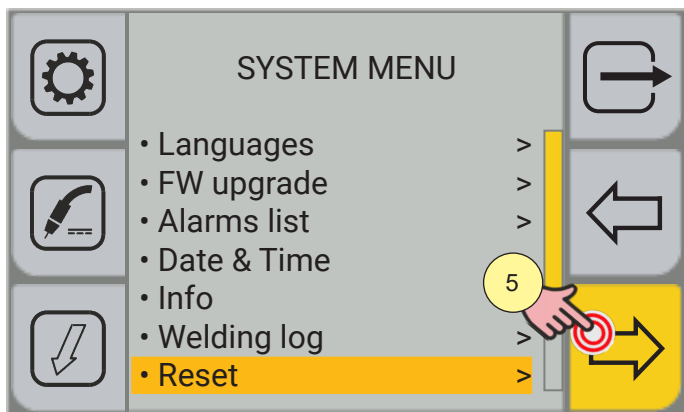 SYSTEM MENU
• Languages >
• FW upgrade >
• Alarms list >
• Date & Time
• Info
5
• Welding log >
• Reset >